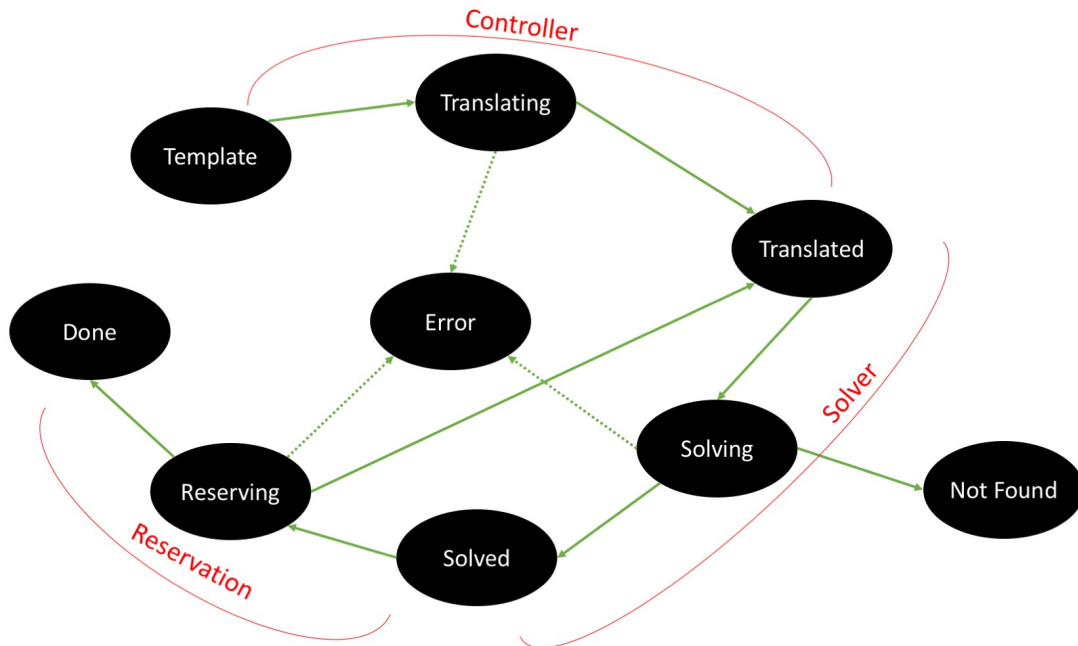 Controller
Translating
Template
Translated
Error
Done
Solver
Solving
Reserving
Not Found
Solved
Reservation